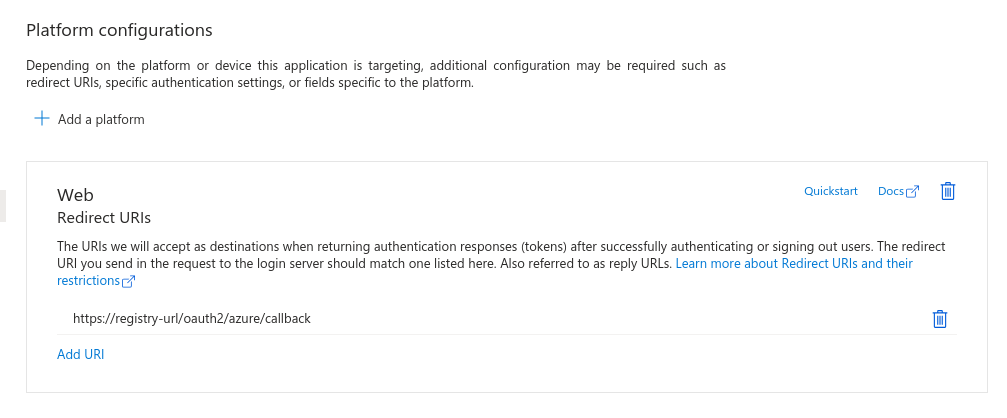 Platform configurations
Depending on the platform or device this application is targeting, additional configuration may be required such as
redirect URIs, specific authentication settings, or fields specific to the platform.
Add a platform
Web
Quickstart
Docs
Redirect URIs
The URIs we will accept as destinations when returning authentication responses (tokens) after successfully authenticating or signing out users. The redirect
URI you send in the request to the login server should match one listed here. Also referred to as reply URLs. Learn more about Redirect URIs and their
restrictions
https://registry-url/oauth2/azure/callback
Add URI